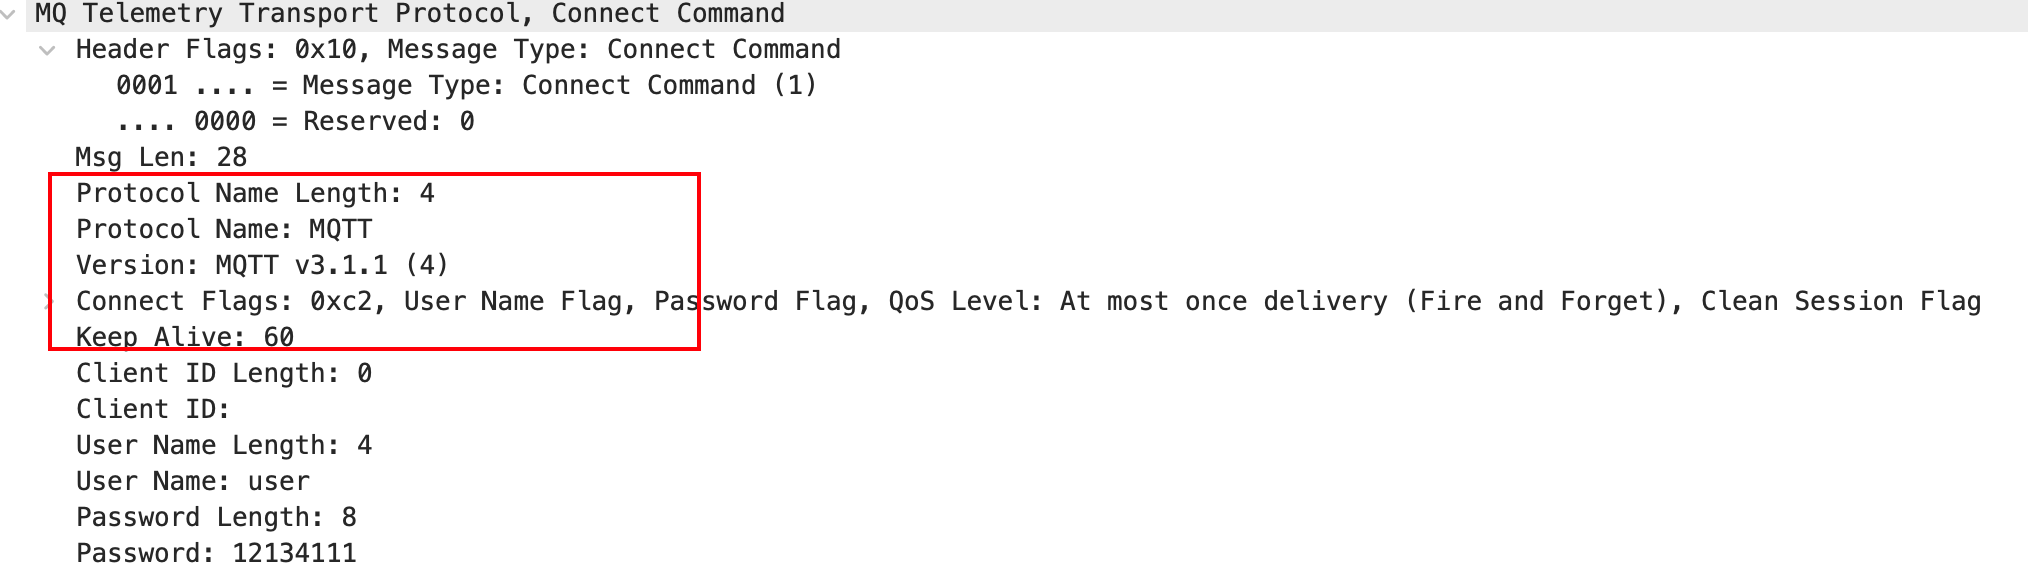 MQ Telemetry Transport Protocol, Connect Command
Header Flags: 0x10, Message Type: Connect Command
0001 .... = Message Type: Connect Command (1)
.... 0000 = Reserved: 0
Msg Len: 28
Protocol Name Length: 4
Protocol Name: MQTT
Version: MQTT v3.1.1 (4)
Connect Flags: 0xc2, User Name Flag, Password Flag, QoS Level: At most once delivery (Fire and Forget), Clean Session Flag
Keep Alive: 60
Client ID Length: 0
Client ID:
User Name Length: 4
User Name: user
Password Length: 8
Password: 12134111